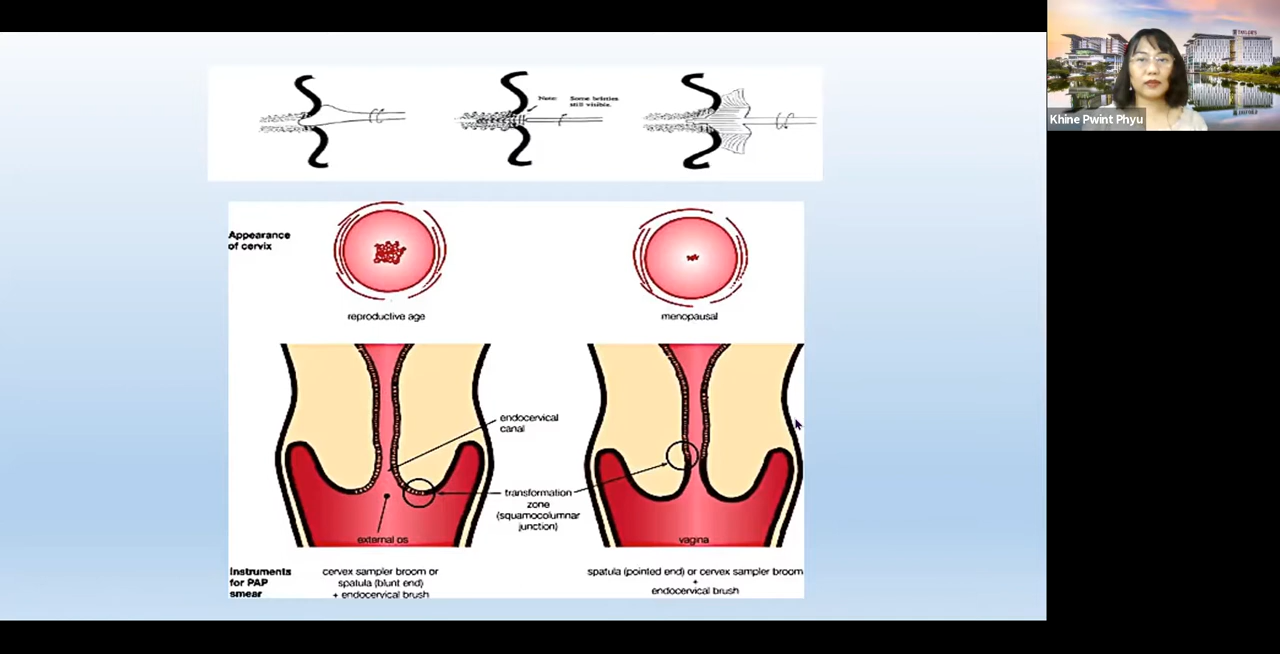 Note: Some bristles
still visible.
Khine Pwint Phyu
Appearance
of cervix
reproductive age
menopausal
endocervical
canal
transformation
zone
(squamocolumnar
junction)
external os
vagina
Instruments
for PAP
smear
cervex sampler broom or
spatula (blunt end)
+ endocervical brush
spatula (pointed end) or cervex sampler broom
+
endocervical brush